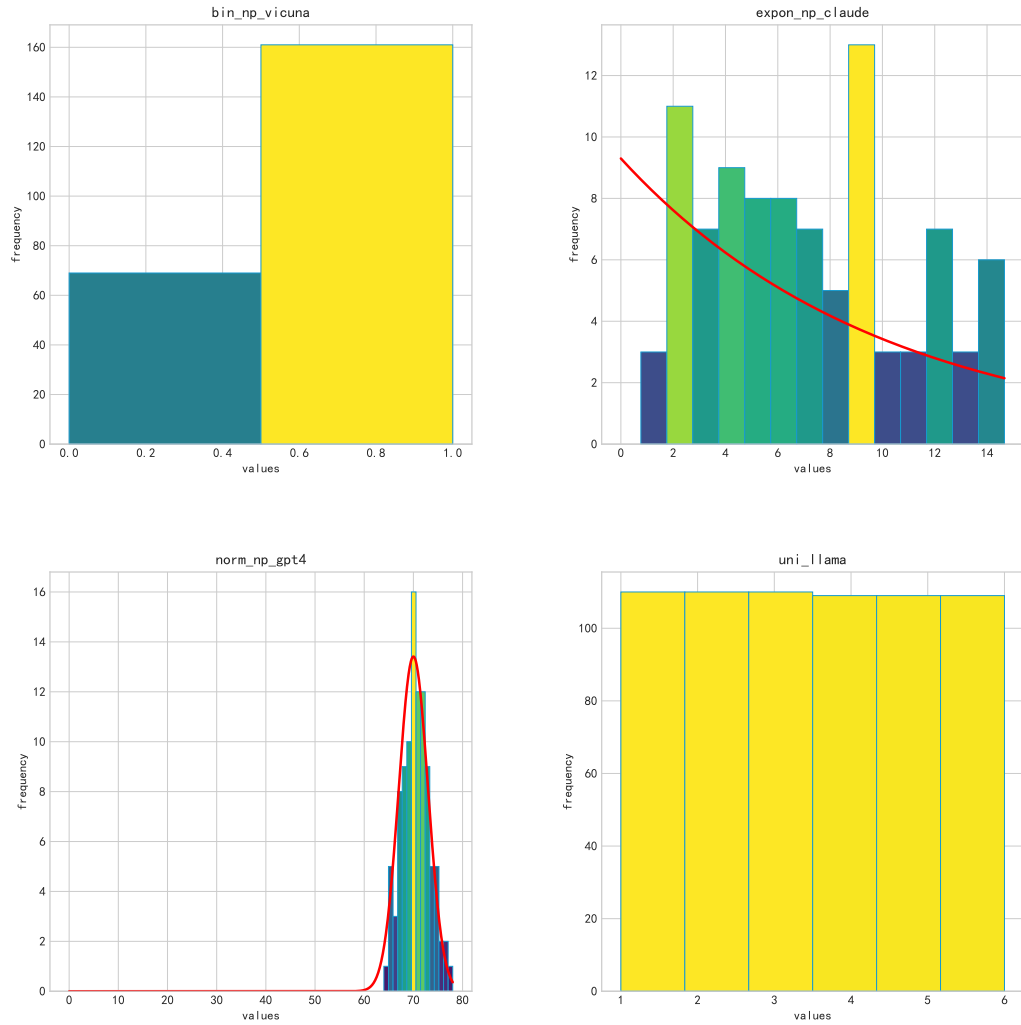 bin_np_vicuna
160
140
120
100
80
60
40
20
0
frequency
0.0 0.2 0.4 0.6 0.8 1.0
values
expon_np_claude
12
10
8
6
4
2
0
frequency
0 2 4 6 8 10 12 14
values
norm_np_gpt4
16
14
12
10
8
6
4
2
0
frequency
0 10 20 30 40 50 60 70 80
values
uni_llama
100
80
60
40
20
0
frequency
1 2 3 4 5 6
values